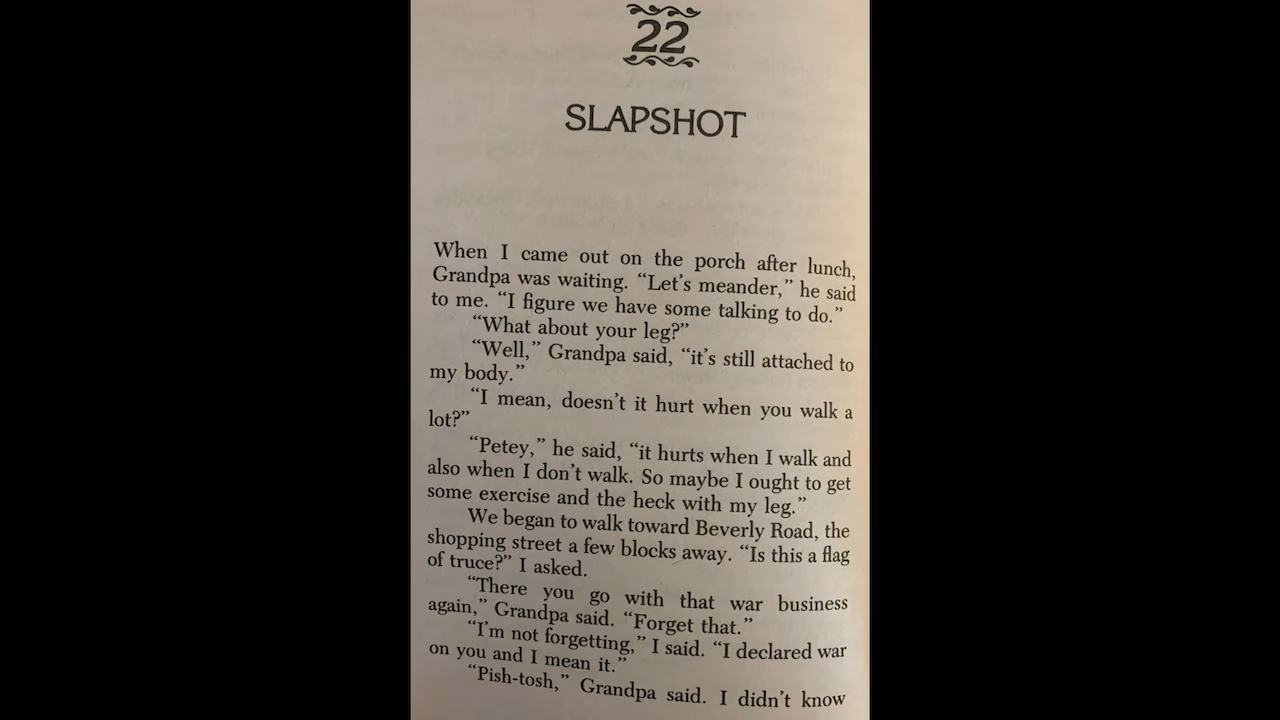 22
SLAPSHOT
When I came out on the porch after lunch,
Grandpa was waiting. “Let’s meander,” he said
to me. “I figure we have some talking to do.”
“What about your leg?”
“Well,” Grandpa said, “it’s still attached to
my body.”
“I mean, doesn’t it hurt when you walk a
lot?”
“Petey,” he said, “it hurts when I walk and
also when I don’t walk. So maybe I ought to get
some exercise and the heck with my leg.”
We began to walk toward Beverly Road, the
shopping street a few blocks away. “Is this a flag
of truce?” I asked.
“There you go with that war business
again,” Grandpa said. “Forget that.”
“I’m not forgetting,” I said. “I declared war
on you and I mean it.”
“Pish-tosh,” Grandpa said. I didn’t know